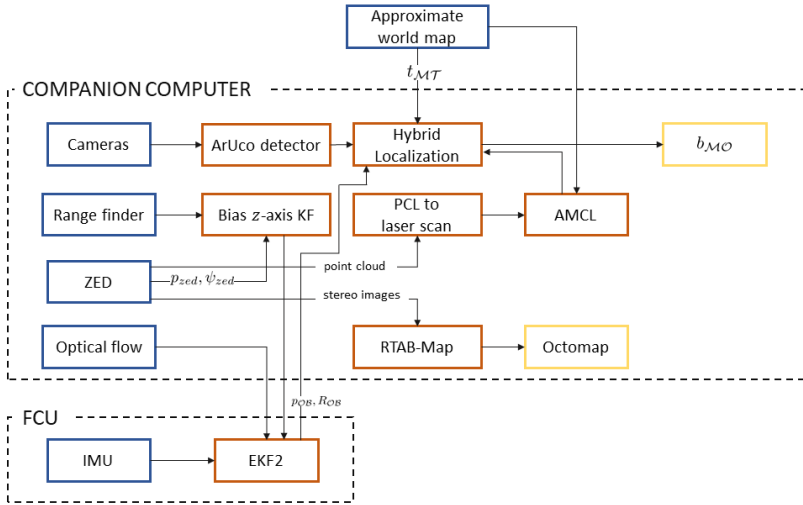 Approximate
world map
$t_{\mathcal{MT}}$
COMPANION COMPUTER
Cameras
ArUco detector
Hybrid
Localization
$b_{\mathcal{MO}}$
Range finder
Bias z-axis KF
PCL to
laser scan
AMCL
ZED
$p_{zed}, \psi_{zed}$
point cloud
stereo images
Optical flow
RTAB-Map
Octomap
$p_{\mathcal{OB}}, R_{\mathcal{OB}}$
FCU
IMU
EKF2